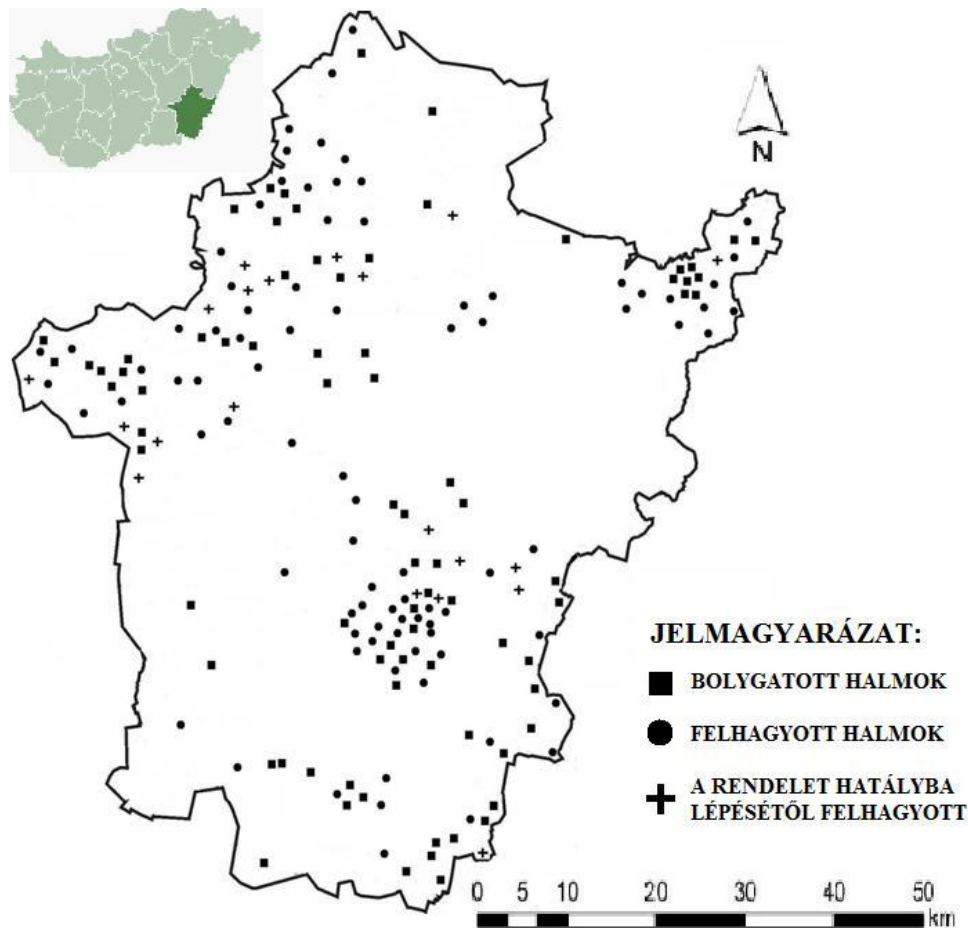 N
JELMAGYARÁZAT:
BOLYGATOTT HALMOK
FELHAGYOTT HALMOK
A RENDELET HATÁLYBA
LÉPÉSÉTŐL FELHAGYOTT
0 5 10 20 30 40 50
km